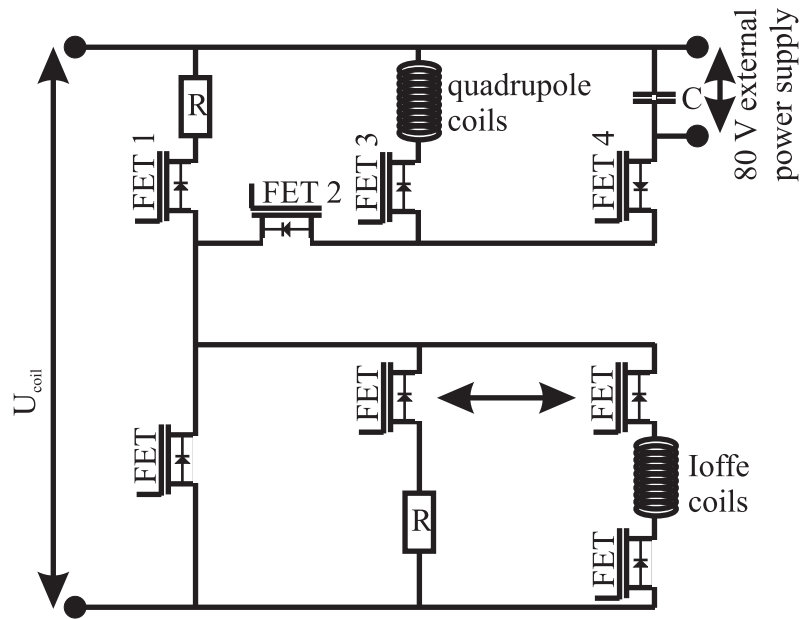 R
quadrupole
coils
C
80 V external
power supply
FET 1
FET 2
FET 3
FET 4
Ucoil
FET
FET
FET
R
Ioffe
coils
FET